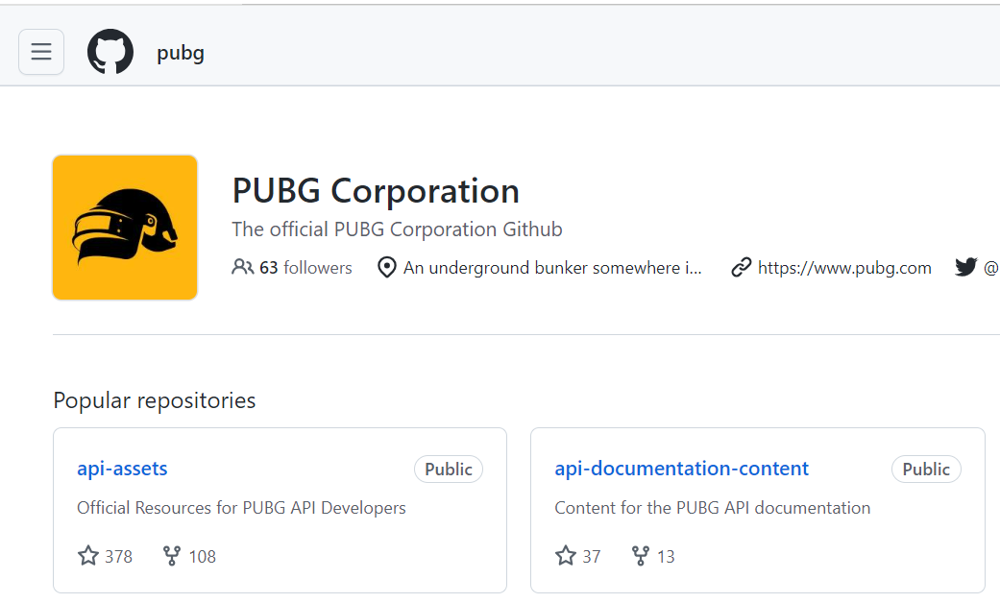 pubg
PUBG Corporation
The official PUBG Corporation Github
63 followers An underground bunker somewhere i... https://www.pubg.com @
Popular repositories
api-assets Public
Official Resources for PUBG API Developers
378 108
api-documentation-content Public
Content for the PUBG API documentation
37 13